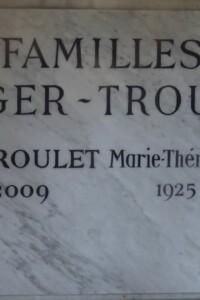 FAMILLES
GER-TROU
ROULET Marie-Thér
2009 1925